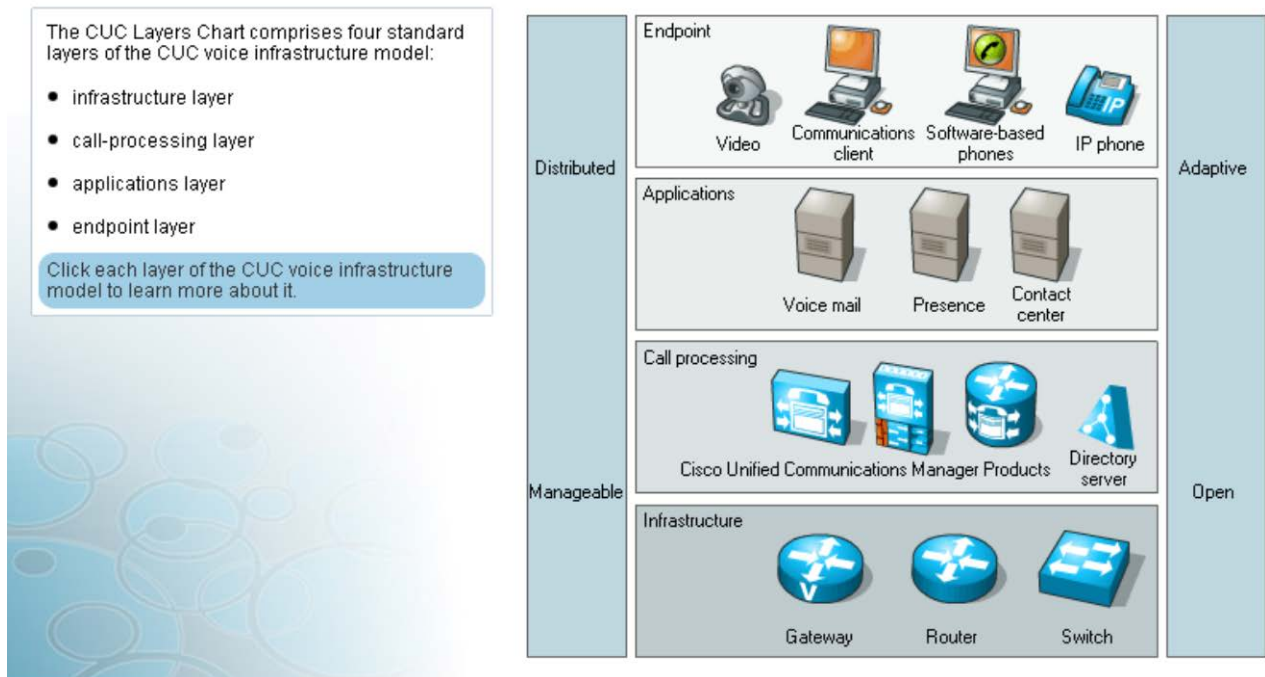 The CUC Layers Chart comprises four standard
layers of the CUC voice infrastructure model:
• infrastructure layer
• call-processing layer
• applications layer
• endpoint layer
Click each layer of the CUC voice infrastructure
model to learn more about it.
Distributed
Manageable
Endpoint
Video
Communications
client
Software-based
phones
IP
IP phone
Applications
Voice mail
Presence
Contact
center
Call processing
Cisco Unified Communications Manager Products
Directory
server
Infrastructure
V
Gateway
Router
Switch
Adaptive
Open